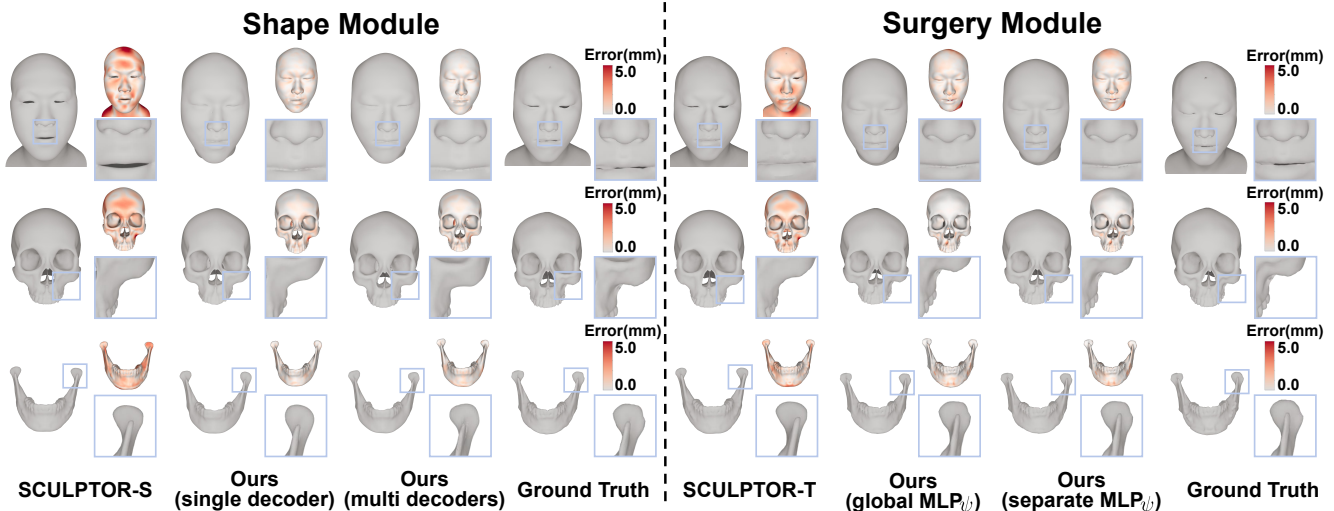 Shape Module
Surgery Module
Error(mm)
5.0
0.0
Error(mm)
5.0
0.0
Error(mm)
5.0
0.0
Error(mm)
5.0
0.0
Error(mm)
5.0
0.0
Error(mm)
5.0
0.0
SCULPTOR-S
Ours
(single decoder)
Ours
(multi decoders)
Ground Truth
SCULPTOR-T
Ours
(global MLPψ)
Ours
(separate MLPψ)
Ground Truth